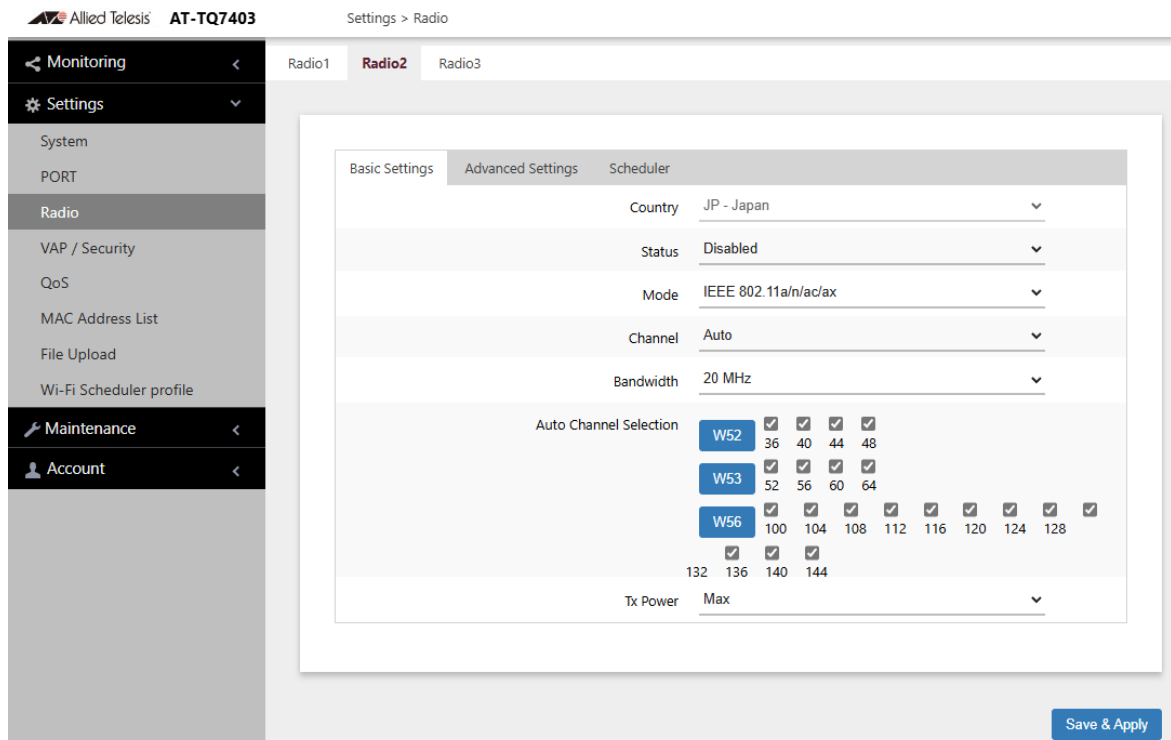 Allied Telesis AT-TQ7403 Settings > Radio
Monitoring
Radio1 Radio2 Radio3
Settings
System
PORT
Radio
VAP / Security
QoS
MAC Address List
File Upload
Wi-Fi Scheduler profile
Maintenance
Account
Basic Settings Advanced Settings Scheduler
Country JP - Japan
Status Disabled
Mode IEEE 802.11a/n/ac/ax
Channel Auto
Bandwidth 20 MHz
Auto Channel Selection
W52 36 40 44 48
W53 52 56 60 64
W56 100 104 108 112 116 120 124 128
132 136 140 144
Tx Power Max
Save & Apply